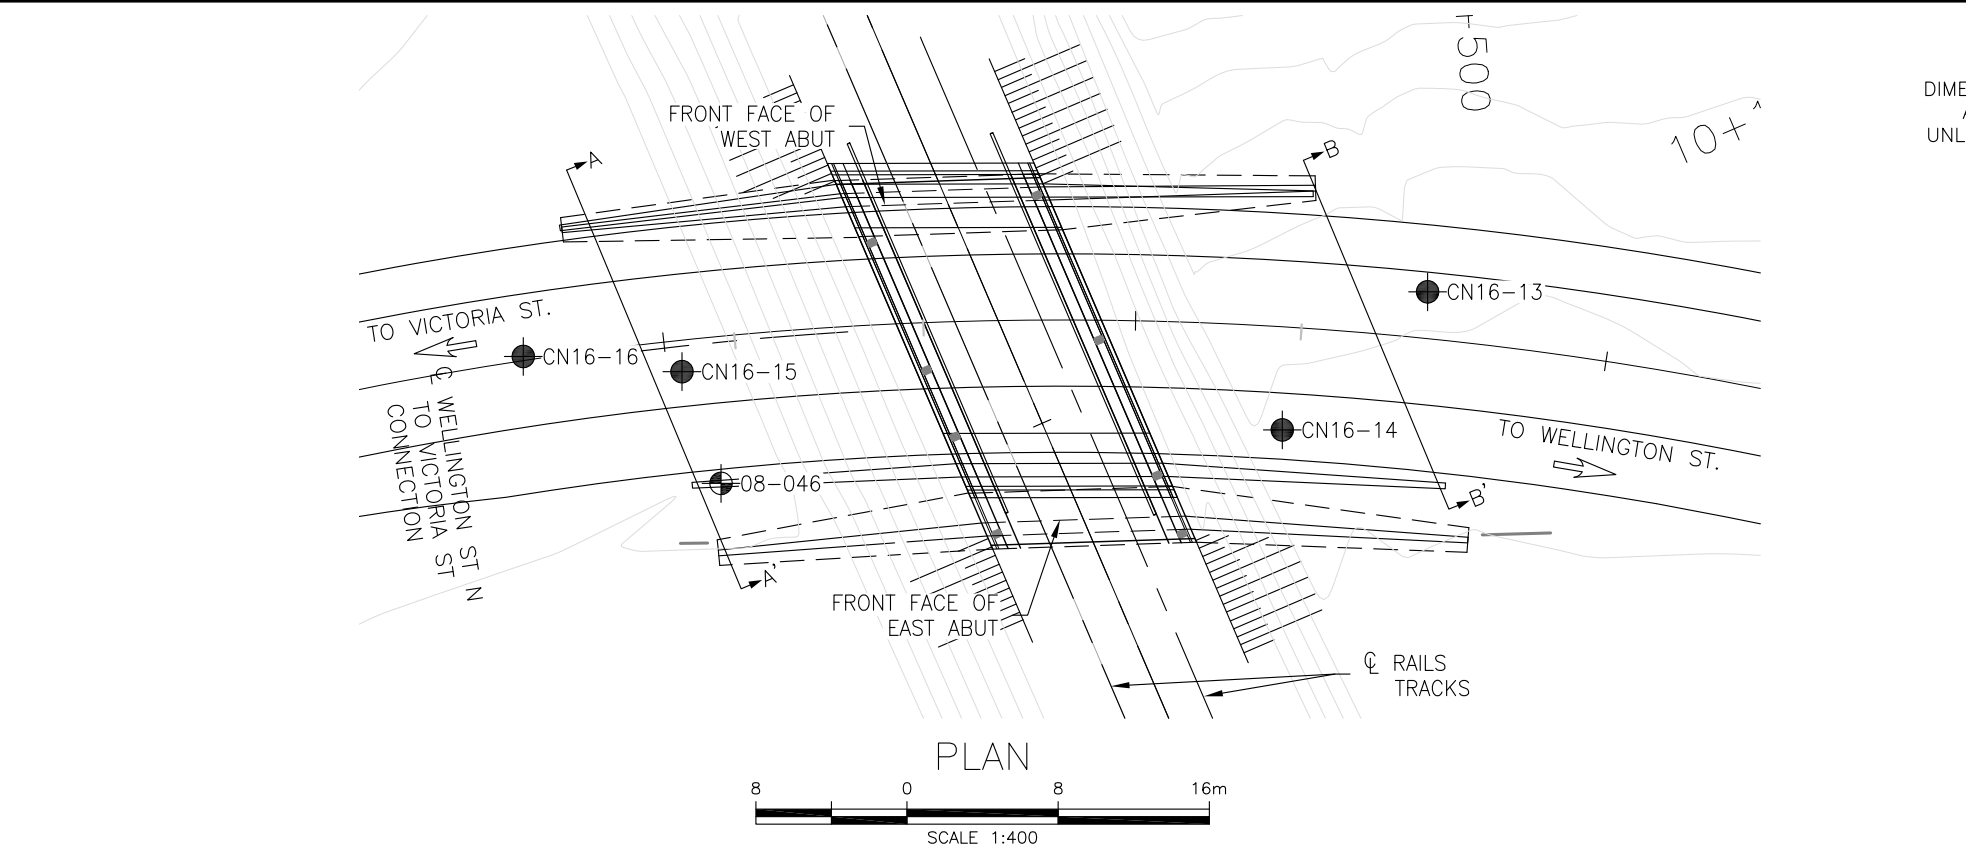 +500
10+
DIME
UNL
FRONT FACE OF
WEST ABUT
A
B
CN16-13
TO VICTORIA ST.
CN16-16
CN16-15
℄ WELLINGTON ST N
TO VICTORIA ST
CONNECTION
CN16-14
TO WELLINGTON ST.
08-046
B'
A'
FRONT FACE OF
EAST ABUT
℄ RAILS
TRACKS
PLAN
8 0 8 16m
SCALE 1:400